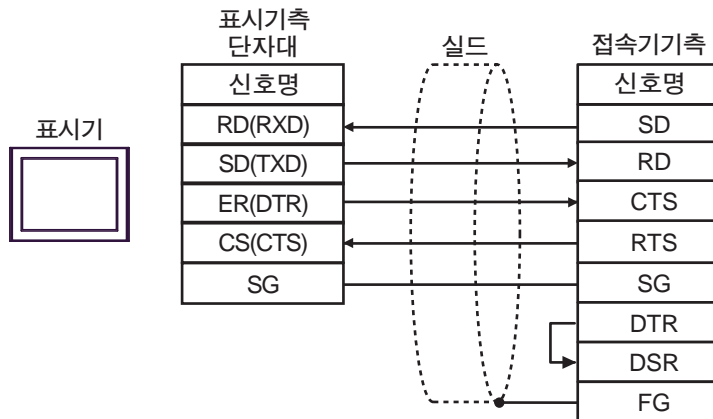 표시기측
단자대
실드
접속기기측
표시기
신호명
RD(RXD)
SD(TXD)
ER(DTR)
CS(CTS)
SG
신호명
SD
RD
CTS
RTS
SG
DTR
DSR
FG